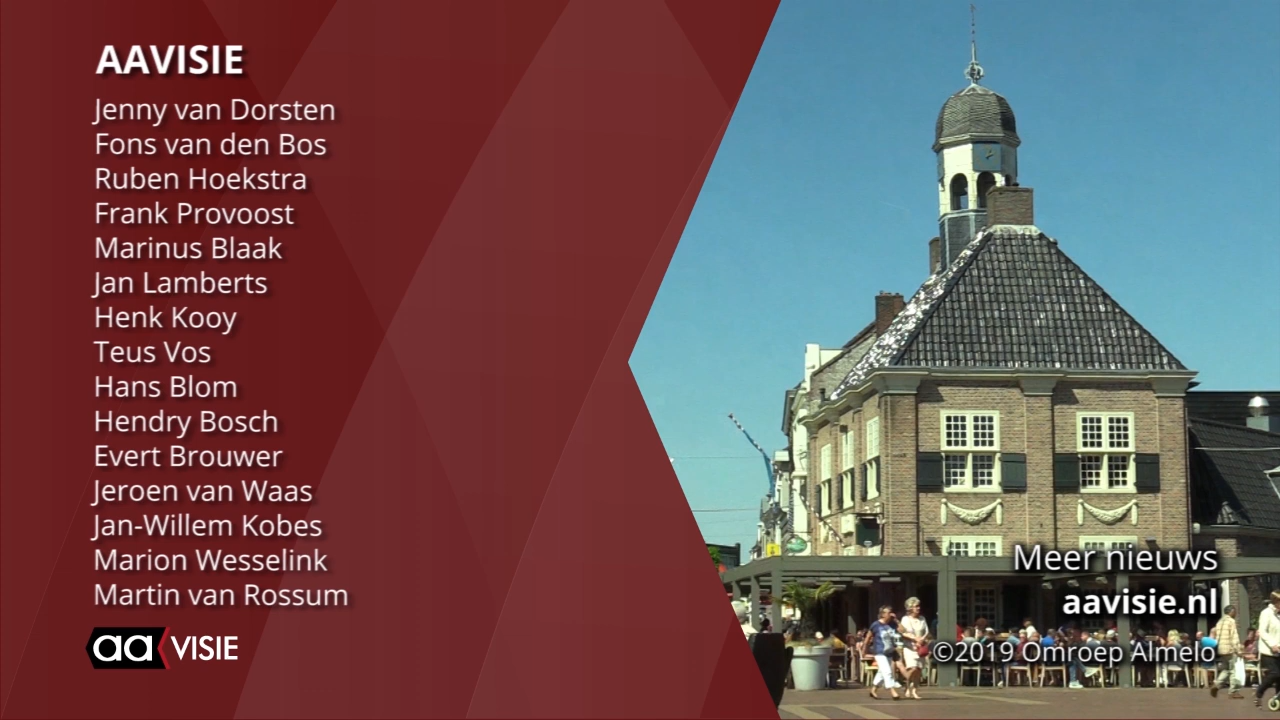 AAVISIE
Jenny van Dorsten
Fons van den Bos
Ruben Hoekstra
Frank Provoost
Marinus Blaak
Jan Lamberts
Henk Kooy
Teus Vos
Hans Blom
Hendry Bosch
Evert Brouwer
Jeroen van Waas
Jan-Willem Kobes
Marion Wesselink
Martin van Rossum
aa VISIE
Meer nieuws
aavisie.nl
©2019 Omroep Almelo